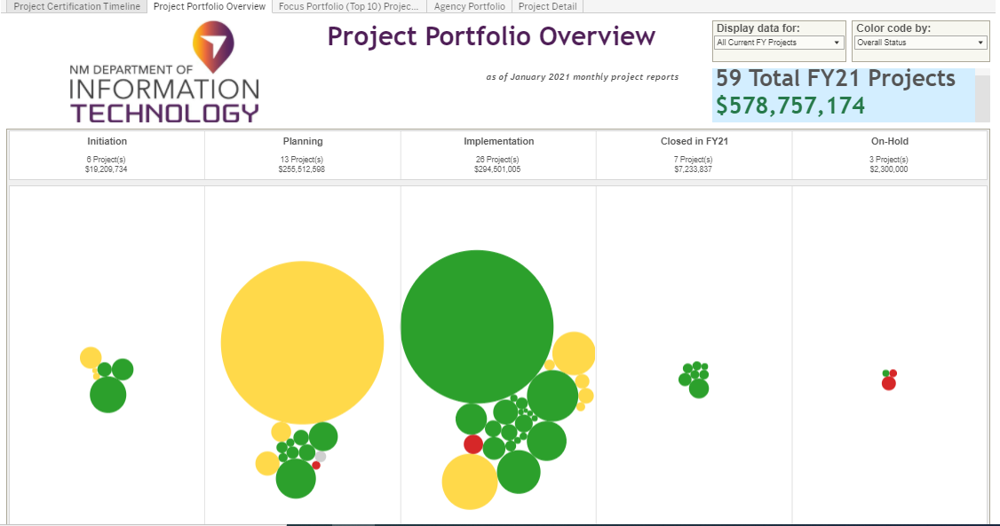 Project Certification Timeline
Project Portfolio Overview
Focus Portfolio (Top 10) Projec...
Agency Portfolio
Project Detail
NM DEPARTMENT OF
INFORMATION
TECHNOLOGY
Project Portfolio Overview
as of January 2021 monthly project reports
Display data for:
All Current FY Projects
Color code by:
Overall Status
59 Total FY21 Projects
$578,757,174
Initiation
6 Project(s)
$19,209,734
Planning
13 Project(s)
$255,512,598
Implementation
26 Project(s)
$294,501,005
Closed in FY21
7 Project(s)
$7,233,837
On-Hold
3 Project(s)
$2,300,000